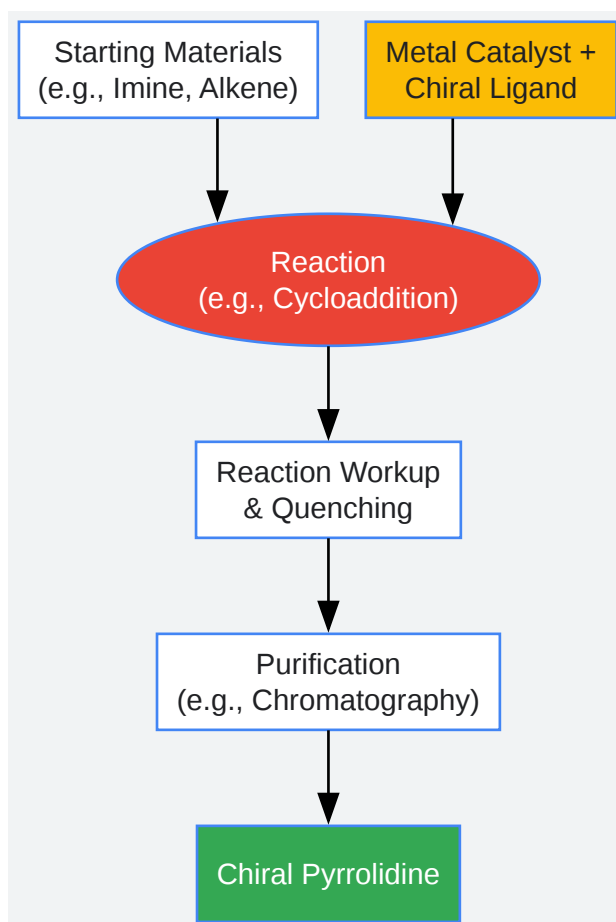 Starting Materials
(e.g., Imine, Alkene)
Metal Catalyst +
Chiral Ligand
Reaction
(e.g., Cycloaddition)
Reaction Workup
& Quenching
Purification
(e.g., Chromatography)
Chiral Pyrrolidine